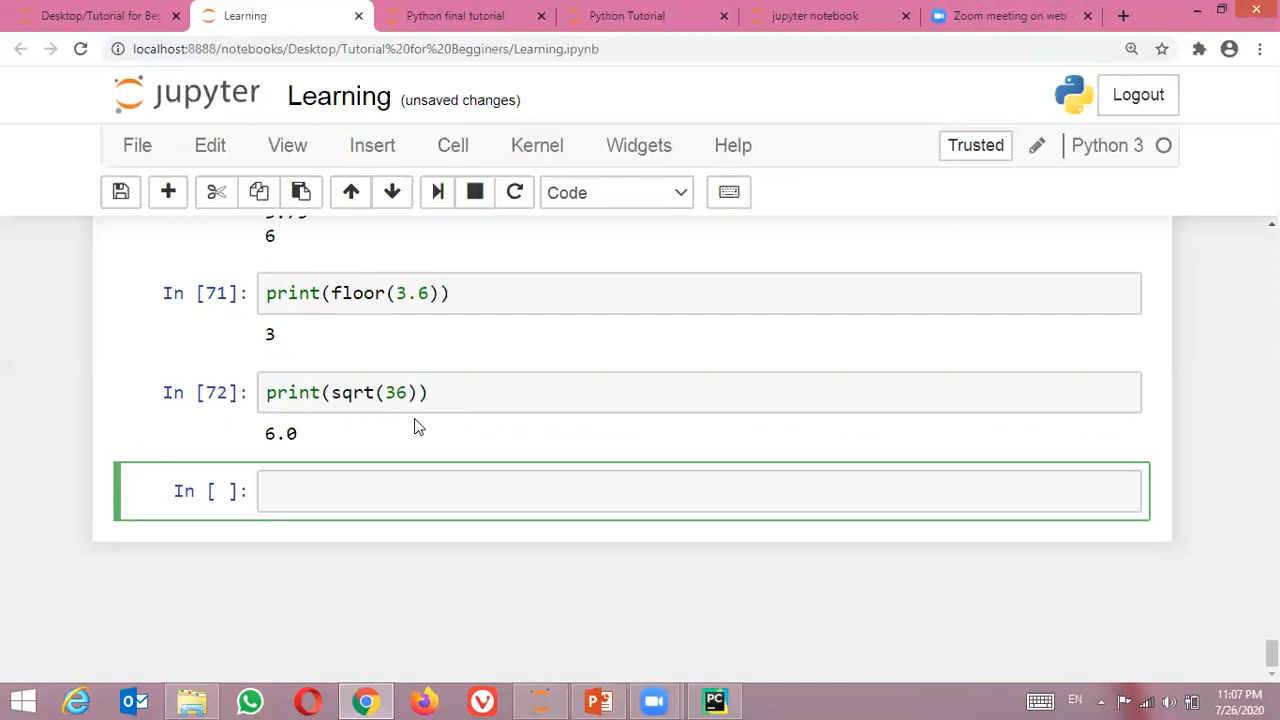 Desktop/Tutorial for Be
Learning
Python final tutorial
Python Tutorial
jupyter notebook
Zoom meeting on web -
localhost:8888/notebooks/Desktop/Tutorial%20for%20Begginers/Learning.ipynb
jupyter Learning (unsaved changes) Logout
File Edit View Insert Cell Kernel Widgets Help Trusted Python 3
Code
6
In [71]: print(floor(3.6))
3
In [72]: print(sqrt(36))
6.0
In [ ]:
EN
11:07 PM
7/26/2020